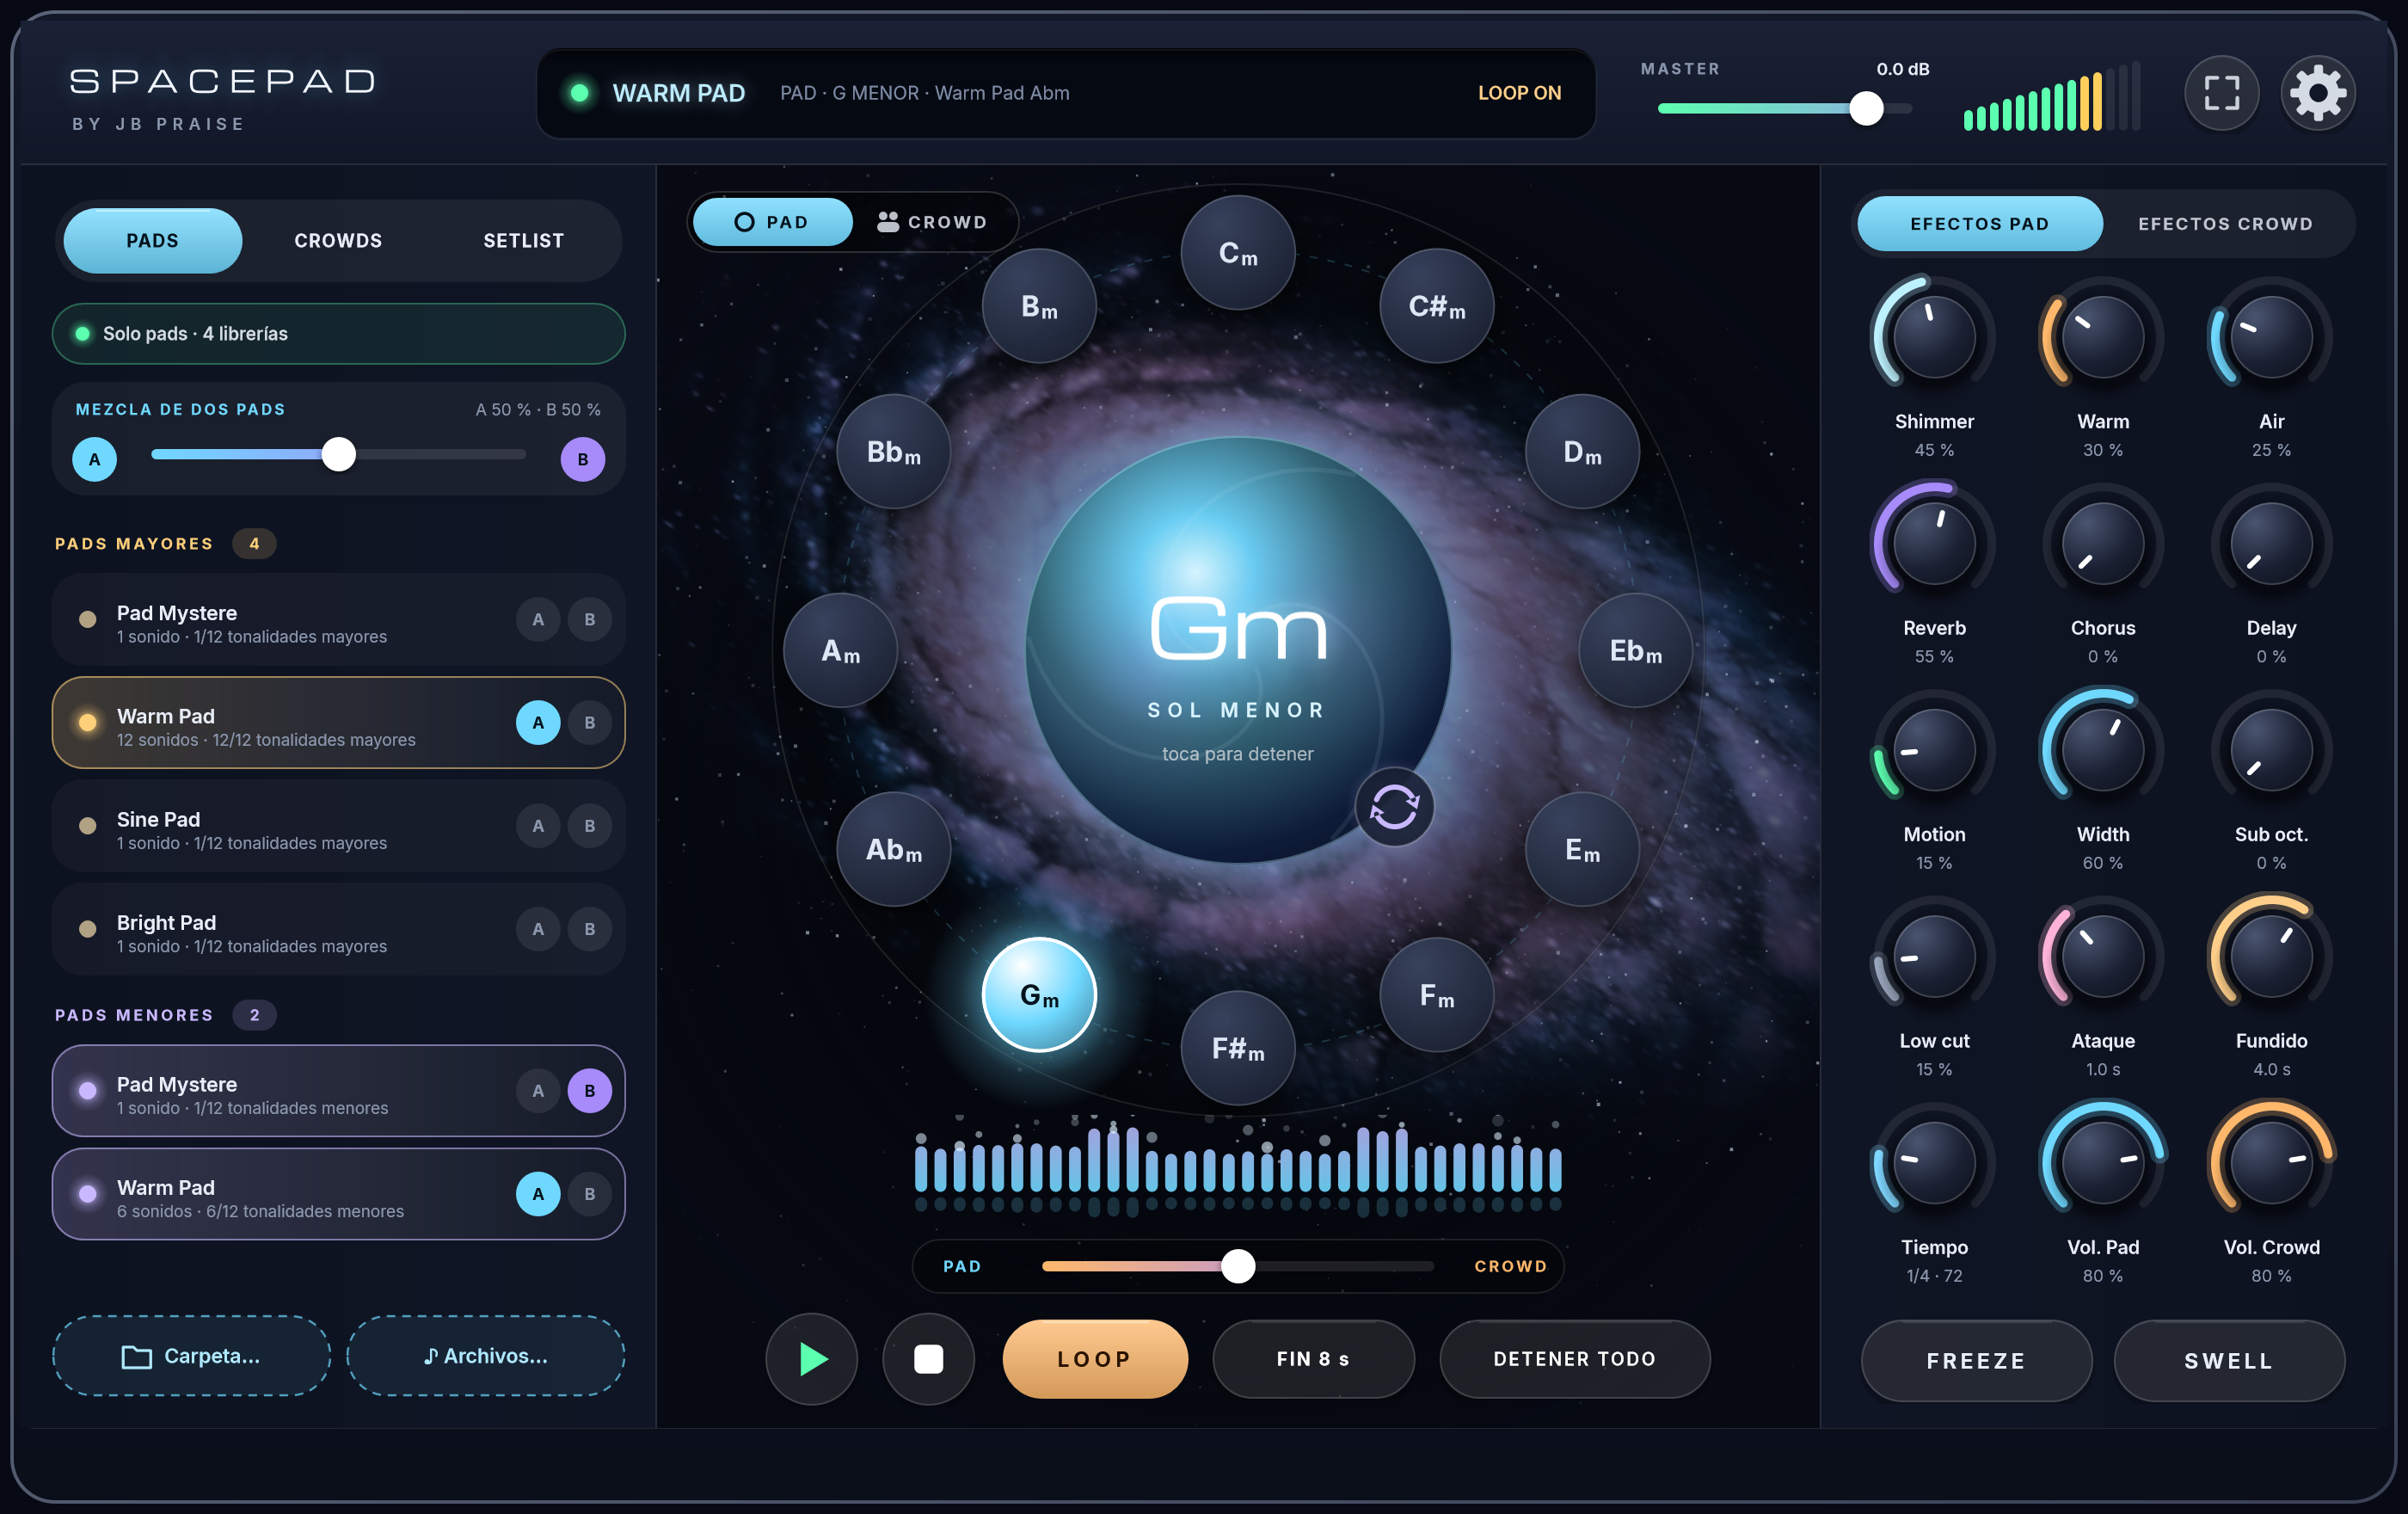 SPACEPAD
BY JB PRAISE
WARM PAD PAD · G MENOR · Warm Pad Abm LOOP ON
MASTER 0.0 dB
PADS CROWDS SETLIST
Solo pads · 4 librerías
MEZCLA DE DOS PADS A 50 % · B 50 %
A B
PADS MAYORES 4
Pad Mystere
1 sonido · 1/12 tonalidades mayores
A B
Warm Pad
12 sonidos · 12/12 tonalidades mayores
A B
Sine Pad
1 sonido · 1/12 tonalidades mayores
A B
Bright Pad
1 sonido · 1/12 tonalidades mayores
A B
PADS MENORES 2
Pad Mystere
1 sonido · 1/12 tonalidades menores
A B
Warm Pad
6 sonidos · 6/12 tonalidades menores
A B
Carpeta... Archivos...
PAD CROWD
Cm
C#m
Dm
Ebm
Em
Fm
F#m
Gm
Abm
Am
Bbm
Bm
Gm
SOL MENOR
toca para detener
PAD CROWD
LOOP FIN 8 s DETENER TODO
EFECTOS PAD EFECTOS CROWD
Shimmer Warm Air
45 % 30 % 25 %
Reverb Chorus Delay
55 % 0 % 0 %
Motion Width Sub oct.
15 % 60 % 0 %
Low cut Ataque Fundido
15 % 1.0 s 4.0 s
Tiempo Vol. Pad Vol. Crowd
1/4 · 72 80 % 80 %
FREEZE SWELL